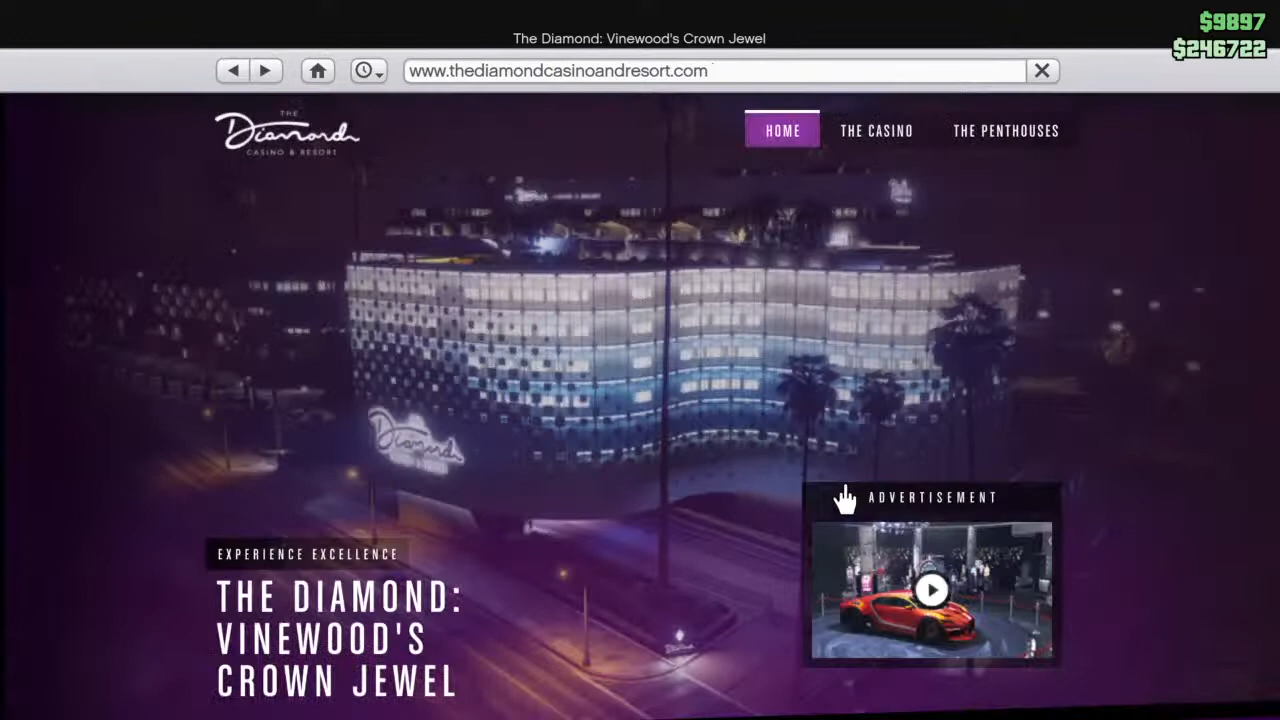 $9897
The Diamond: Vinewood's Crown Jewel
$246722
www.thediamondcasinoandresort.com
THE
Diamond
CASINO & RESORT
HOME
THE CASINO
THE PENTHOUSES
Diamond
ADVERTISEMENT
EXPERIENCE EXCELLENCE
THE DIAMOND:
VINEWOOD'S
CROWN JEWEL